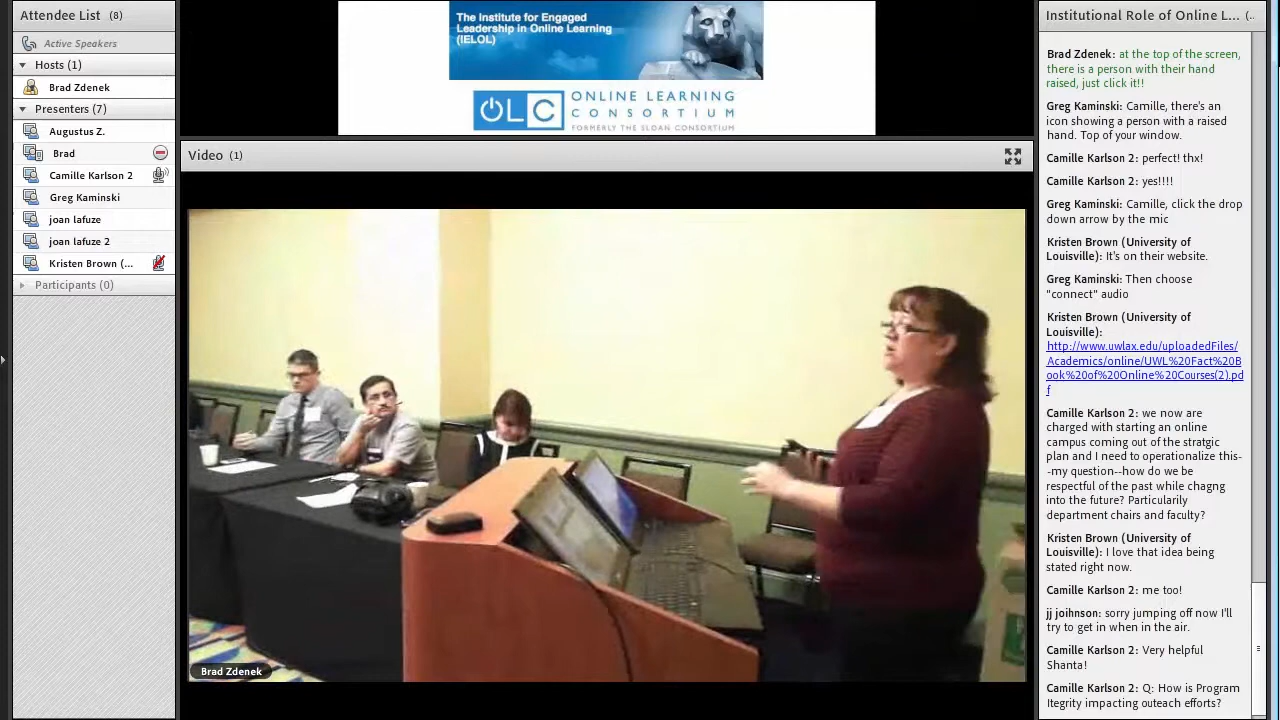 Attendee List (8)
Active Speakers
Hosts (1)
Brad Zdenek
Presenters (7)
Augustus Z.
Brad
Camille Karlson 2
Greg Kaminski
joan lafuze
joan lafuze 2
Kristen Brown (...
Participants (0)
The Institute for Engaged
Leadership in Online Learning
(IELOL)
OLC
ONLINE LEARNING
CONSORTIUM
FORMERLY THE SLOAN CONSORTIUM
Video (1)
Brad Zdenek
Institutional Role of Online L... (..
Brad Zdenek: at the top of the screen,
there is a person with their hand
raised, just click it!!
Greg Kaminski: Camille, there's an
icon showing a person with a raised
hand. Top of your window.
Camille Karlson 2: perfect! thx!
Camille Karlson 2: yes!!!!
Greg Kaminski: Camille, click the drop
down arrow by the mic
Kristen Brown (University of
Louisville): It's on their website.
Greg Kaminski: Then choose
"connect" audio
Kristen Brown (University of
Louisville):
http://www.uwlax.edu/uploadedFiles/
Academics/online/UWL%20Fact%20B
ook%20of%20Online%20Courses(2).pd
f
Camille Karlson 2: we now are
charged with starting an online
campus coming out of the stratgic
plan and I need to operationalize this-
-my question--how do we be
respectful of the past while chagng
into the future? Particularily
department chairs and faculty?
Kristen Brown (University of
Louisville): I love that idea being
stated right now.
Camille Karlson 2: me too!
jj joihnson: sorry jumping off now I'll
try to get in when in the air.
Camille Karlson 2: Very helpful
Shanta!
Camille Karlson 2: Q: How is Program
Itegrity impacting outeach efforts?